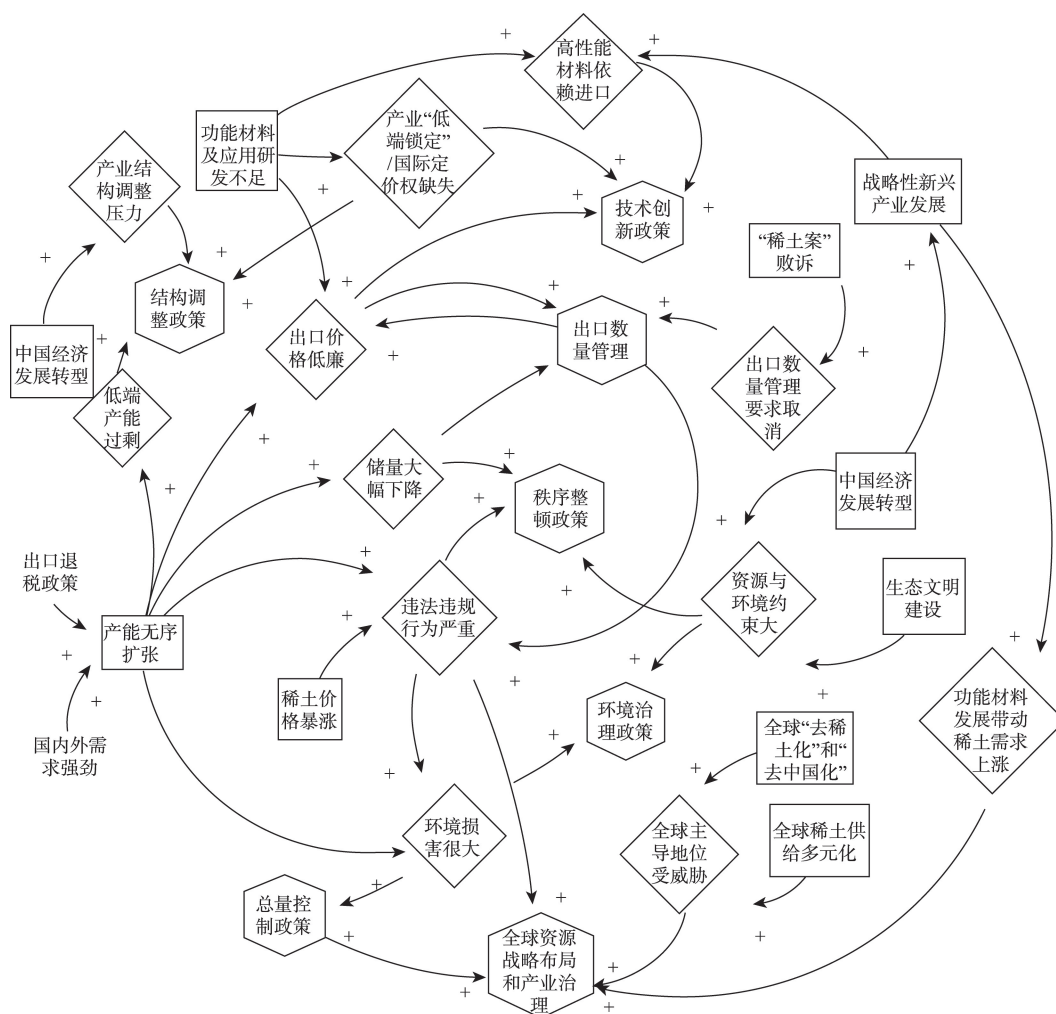 高性能
材料依
赖进口
功能材料
及应用研
发不足
产业“低
端锁定”
/国际定
价权缺失
产业结
构调整
压力
技术创
新政策
战略性新兴
产业发展
“稀土案”
败诉
结构调
整政策
出口价
格低廉
出口数
量管理
中国经济
发展转型
低端
产能
过剩
出口数
量管理
要求取
消
储量大
幅下降
秩序整
顿政策
中国经济
发展转型
出口退
税政策
产能无序
扩张
违法违规
行为严重
资源与
环境约
束大
生态文明
建设
稀土价
格暴涨
环境治
理政策
国内外需
求强劲
全球“去稀
土化”和“
去中国化”
功能材料
发展带动
稀土需求
上涨
环境损
害很大
全球主
导地位
受威胁
全球稀土供
给多元化
总量控
制政策
全球资源
战略布局
和产业治
理